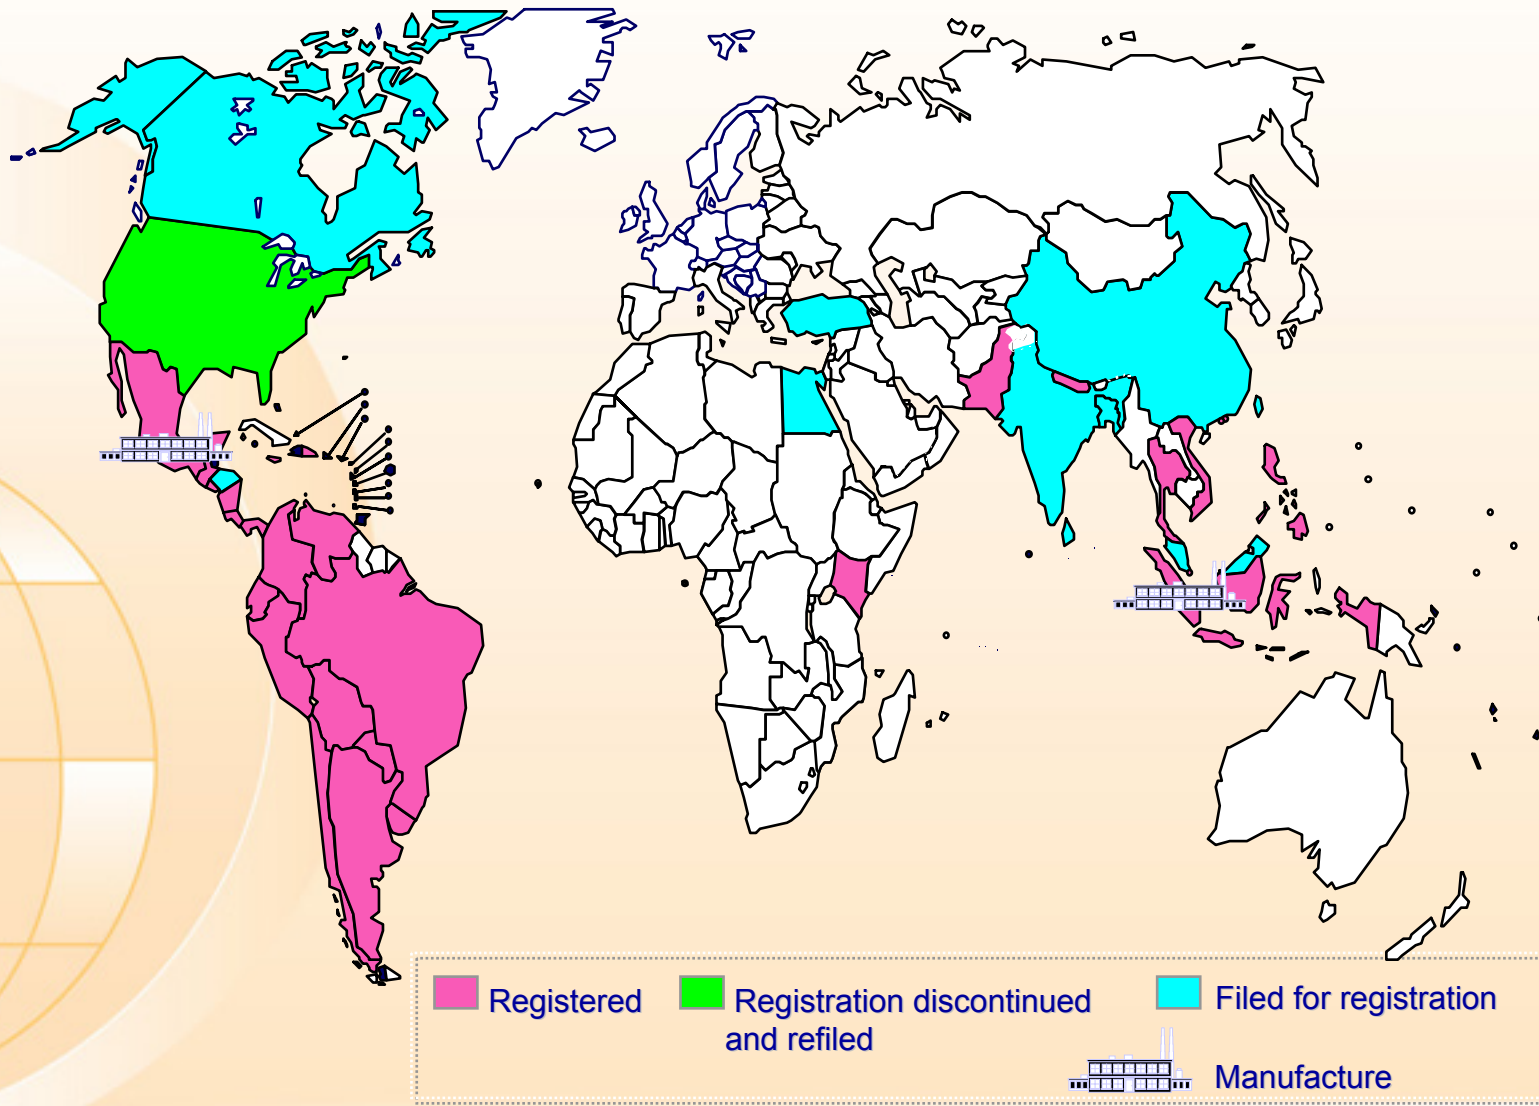 Registered
Registration discontinued
and refiled
Filed for registration
Manufacture